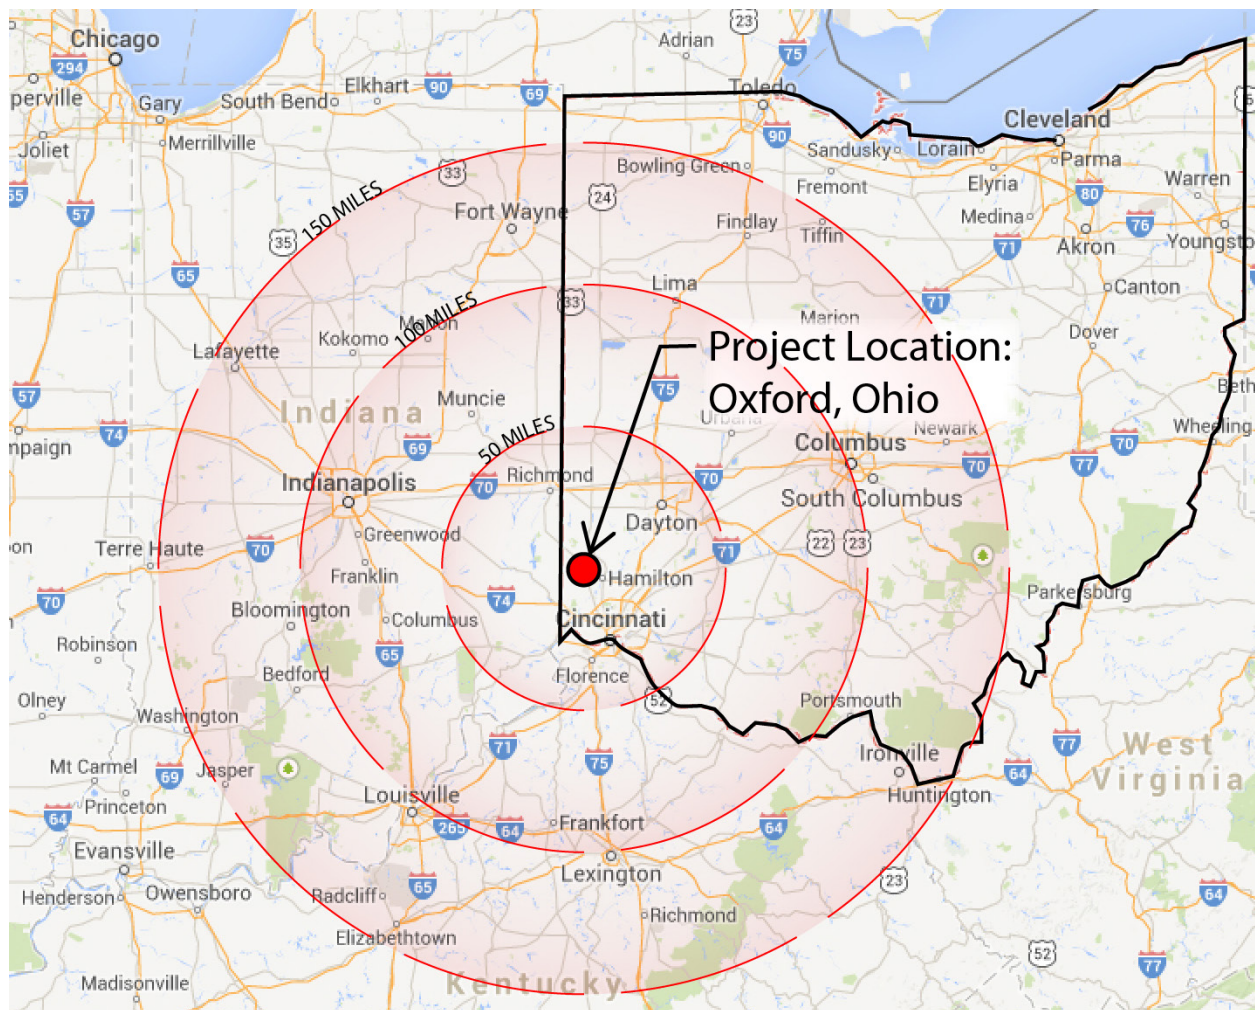 23
Chicago
Adrian
75
294
Elkhart
90
69
Toledo
perville
Gary
South Bend
Cleveland
90
Joliet
Merrillville
Sandusky
Lorain
Parma
Bowling Green
Fremont
Elyria
Warren
55
33
80
57
150 MILES
24
Fort Wayne
Medina
76
Findlay
Tiffin
35
71
Akron
Youngsto
65
Lima
Canton
33
71
100 MILES
Marion
Marion
Dover
Kokomo
Lafayette
Project Location:
Oxford, Ohio
57
75
Beth
Muncie
Indiana
Urbana
Newark
Wheeling
74
mpaign
69
50 MILES
Columbus
70
77
Richmond
70
70
70
Indianapolis
South Columbus
Dayton
Greenwood
22
23
on
Terre Haute
70
71
Franklin
Hamilton
70
74
Parkersburg
Bloomington
Columbus
Cincinnati
Robinson
65
Bedford
Florence
Olney
52
Portsmouth
Washington
71
77
West
Virginia
Ironville
75
Mt Carmel
69
Jasper
64
Princeton
Louisville
Huntington
64
265
64
Frankfort
64
Evansville
Lexington
65
23
Henderson
Owensboro
Radcliff
64
Richmond
Elizabethtown
52
77
Madisonville
Kentucky